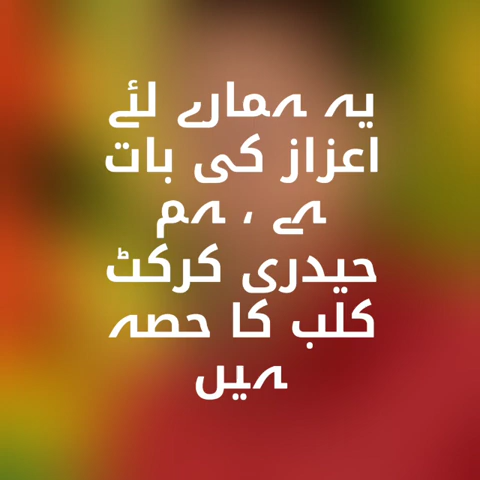 یہ ہمارے لئے
اعزاز کی بات
ہے ، ہم
حیدری کرکٹ
کلب کا حصہ
ہیں